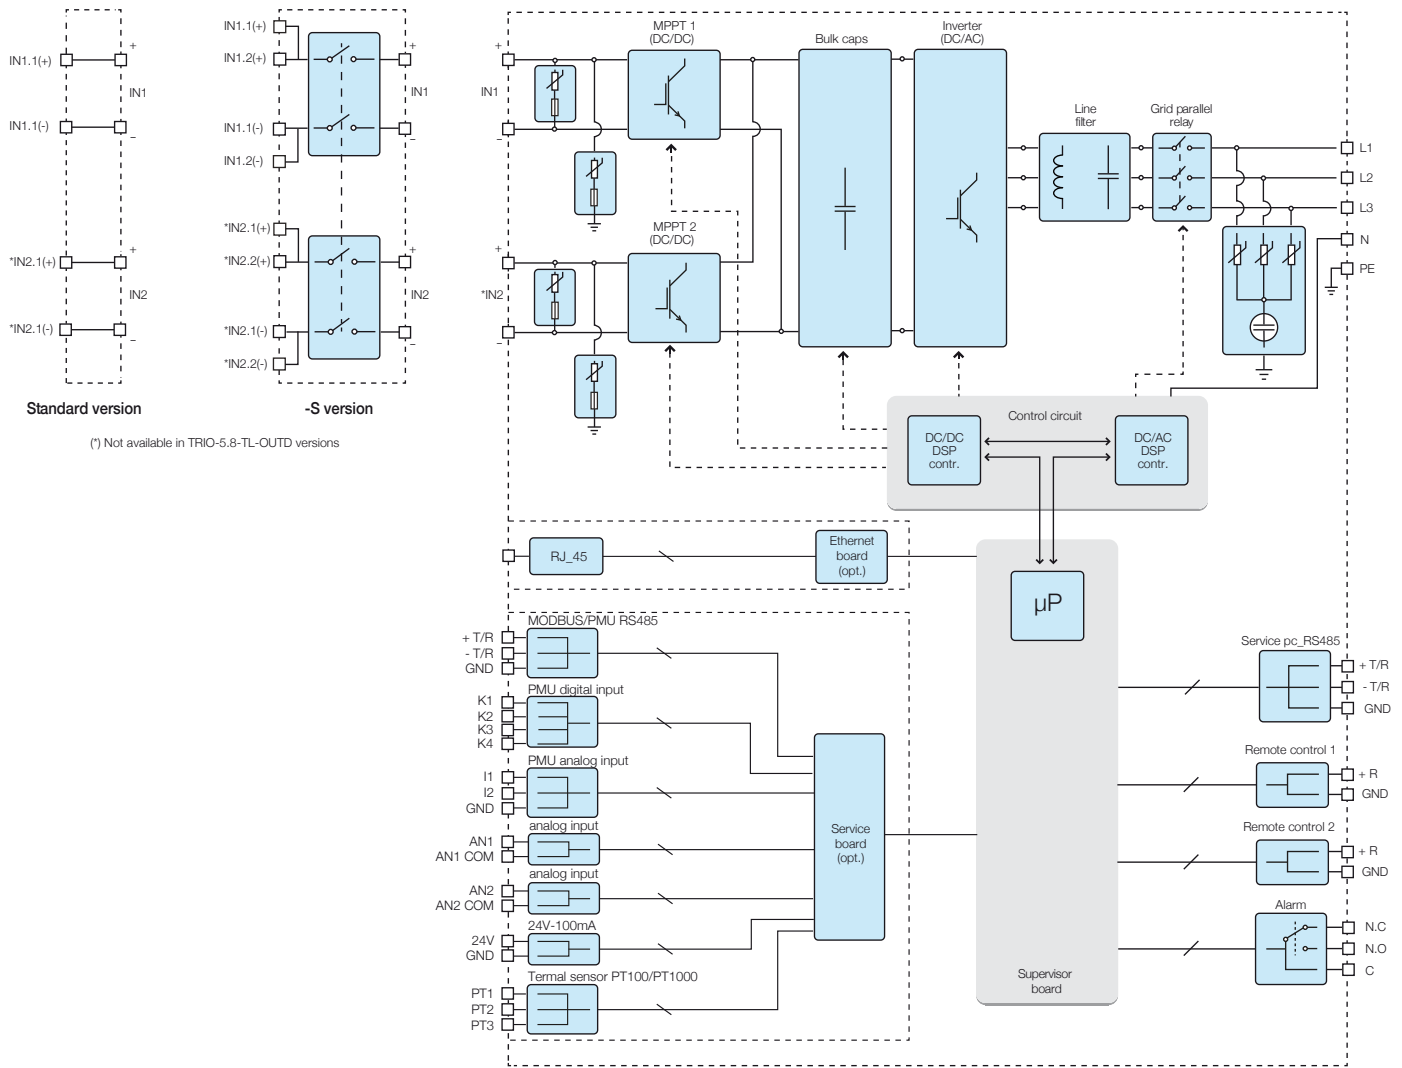 IN1.1(+)
+
IN1
IN1.1(-)
_
*IN2.1(+)
+
IN2
*IN2.1(-)
_
Standard version
IN1.1(+)
IN1.2(+)
+
IN1
IN1.1(-)
_
IN1.2(-)
*IN2.1(+)
*IN2.2(+)
+
IN2
*IN2.1(-)
_
*IN2.2(-)
-S version
(*) Not available in TRIO-5.8-TL-OUTD versions
+
IN1
_
+
*IN2
_
MPPT 1
(DC/DC)
MPPT 2
(DC/DC)
Bulk caps
Inverter
(DC/AC)
Line
filter
Grid parallel
relay
L1
L2
L3
N
PE
Control circuit
DC/DC
DSP
contr.
DC/AC
DSP
contr.
RJ_45
Ethernet
board
(opt.)
µP
Supervisor
board
MODBUS/PMU RS485
+ T/R
- T/R
GND
PMU digital input
K1
K2
K3
K4
PMU analog input
I1
I2
GND
analog input
AN1
AN1 COM
analog input
AN2
AN2 COM
24V-100mA
24V
GND
Termal sensor PT100/PT1000
PT1
PT2
PT3
Service
board
(opt.)
Service pc_RS485
+ T/R
- T/R
GND
Remote control 1
+ R
GND
Remote control 2
+ R
GND
Alarm
N.C
N.O
C